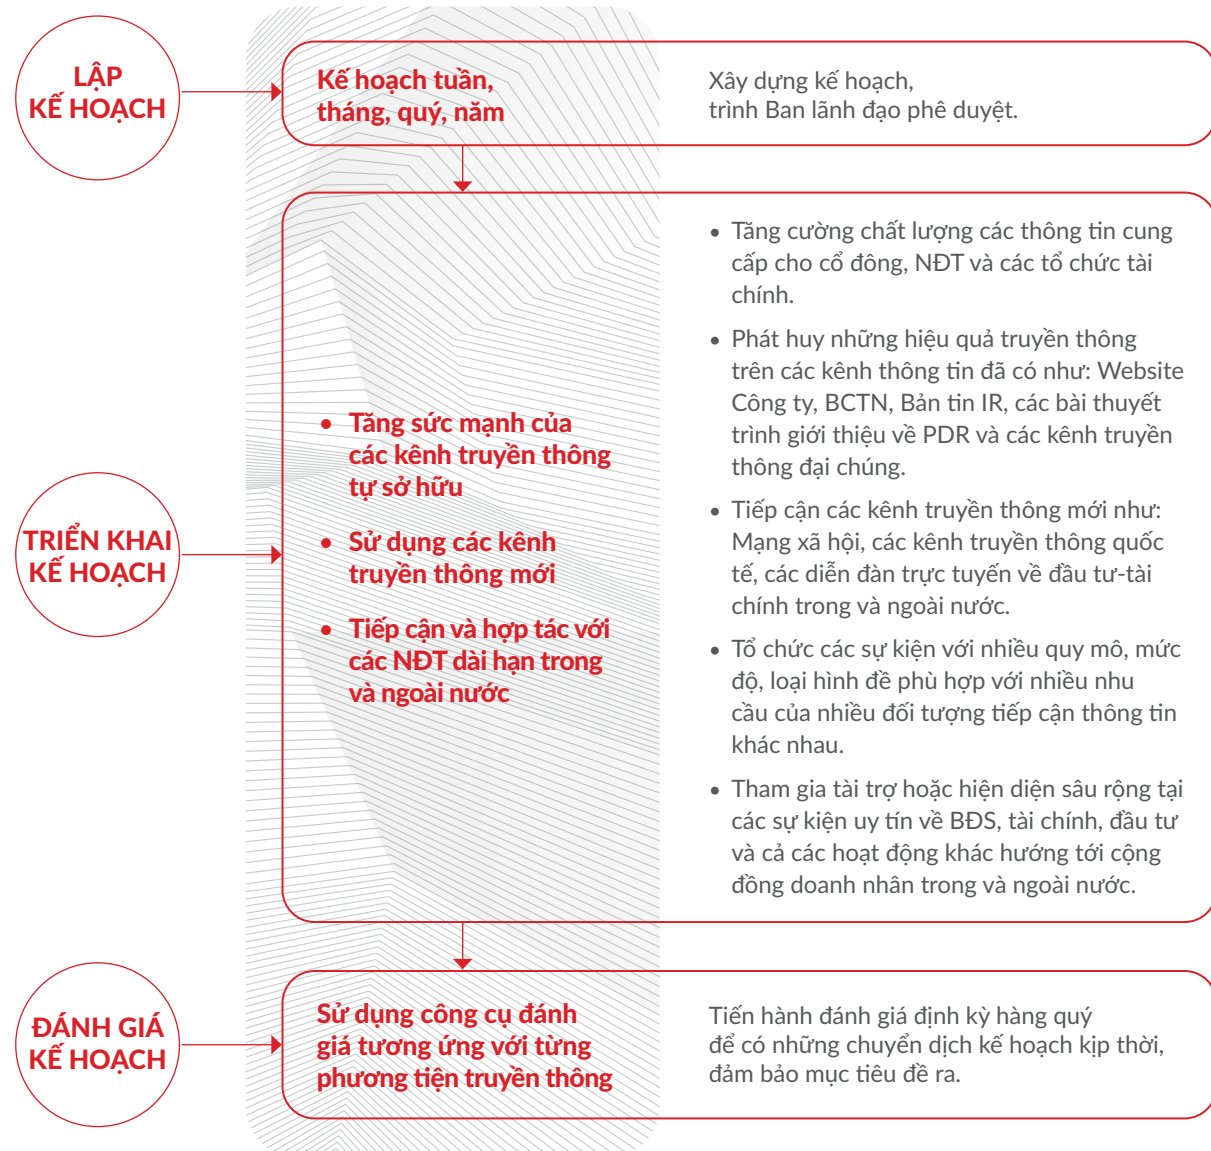 LẬP
KẾ HOẠCH
Kế hoạch tuần,
tháng, quý, năm
Xây dựng kế hoạch,
trình Ban lãnh đạo phê duyệt.
TRIỂN KHAI
KẾ HOẠCH
• Tăng sức mạnh của
các kênh truyền thông
tự sở hữu
• Sử dụng các kênh
truyền thông mới
• Tiếp cận và hợp tác với
các NĐT dài hạn trong
và ngoài nước
• Tăng cường chất lượng các thông tin cung
cấp cho cổ đông, NĐT và các tổ chức tài
chính.
• Phát huy những hiệu quả truyền thông
trên các kênh thông tin đã có như: Website
Công ty, BCTN, Bản tin IR, các bài thuyết
trình giới thiệu về PDR và các kênh truyền
thông đại chúng.
• Tiếp cận các kênh truyền thông mới như:
Mạng xã hội, các kênh truyền thông quốc
tế, các diễn đàn trực tuyến về đầu tư-tài
chính trong và ngoài nước.
• Tổ chức các sự kiện với nhiều quy mô, mức
độ, loại hình đề phù hợp với nhiều nhu
cầu của nhiều đối tượng tiếp cận thông tin
khác nhau.
• Tham gia tài trợ hoặc hiện diện sâu rộng tại
các sự kiện uy tín về BĐS, tài chính, đầu tư
và cả các hoạt động khác hướng tới cộng
đồng doanh nhân trong và ngoài nước.
ĐÁNH GIÁ
KẾ HOẠCH
Sử dụng công cụ đánh
giá tương ứng với từng
phương tiện truyền thông
Tiến hành đánh giá định kỳ hàng quý
để có những chuyển dịch kế hoạch kịp thời,
đảm bảo mục tiêu đề ra.